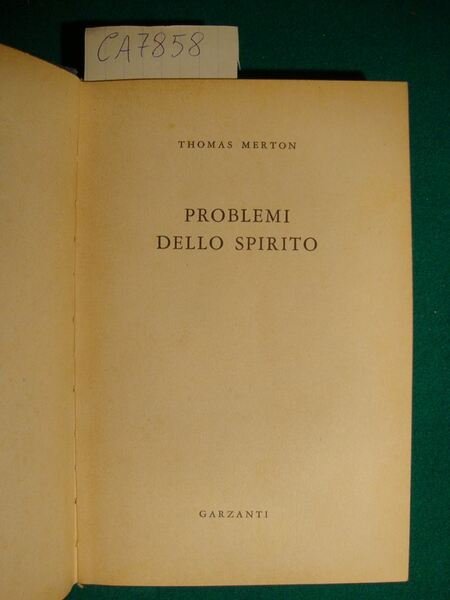 CA7858
THOMAS MERTON
PROBLEMI
DELLO SPIRITO
GARZANTI